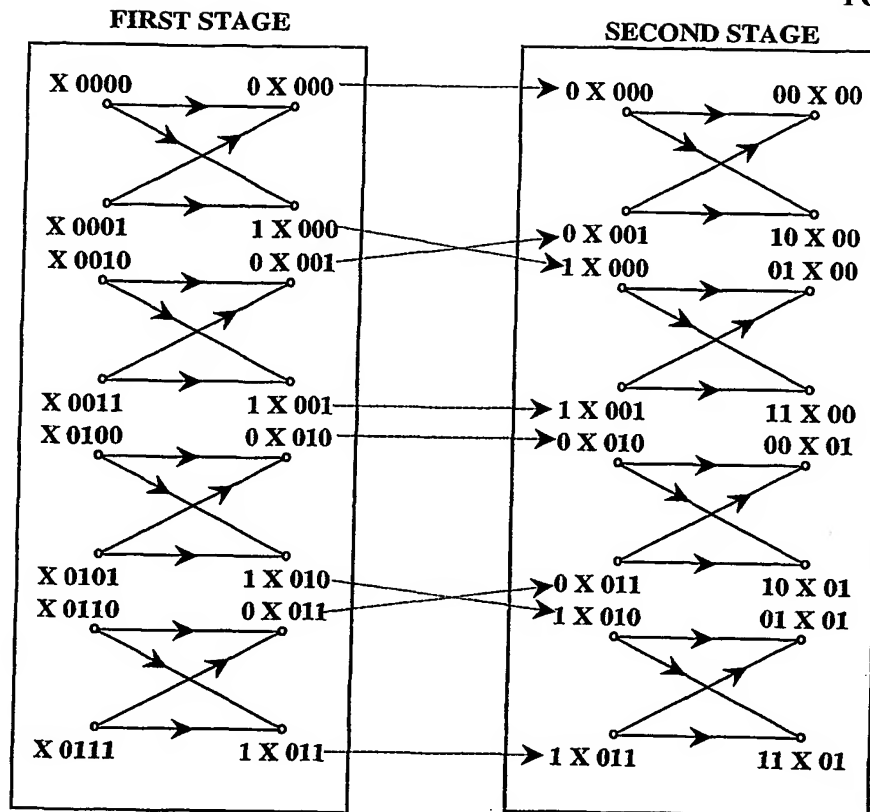 FIRST STAGE
SECOND STAGE
X 0000 0 X 000
X 0001 1 X 000
X 0010 0 X 001
X 0011 1 X 001
X 0100 0 X 010
X 0101 1 X 010
X 0110 0 X 011
X 0111 1 X 011
0 X 000 00 X 00
0 X 001 10 X 00
1 X 000 01 X 00
1 X 001 11 X 00
0 X 010 00 X 01
0 X 011 10 X 01
1 X 010 01 X 01
1 X 011 11 X 01